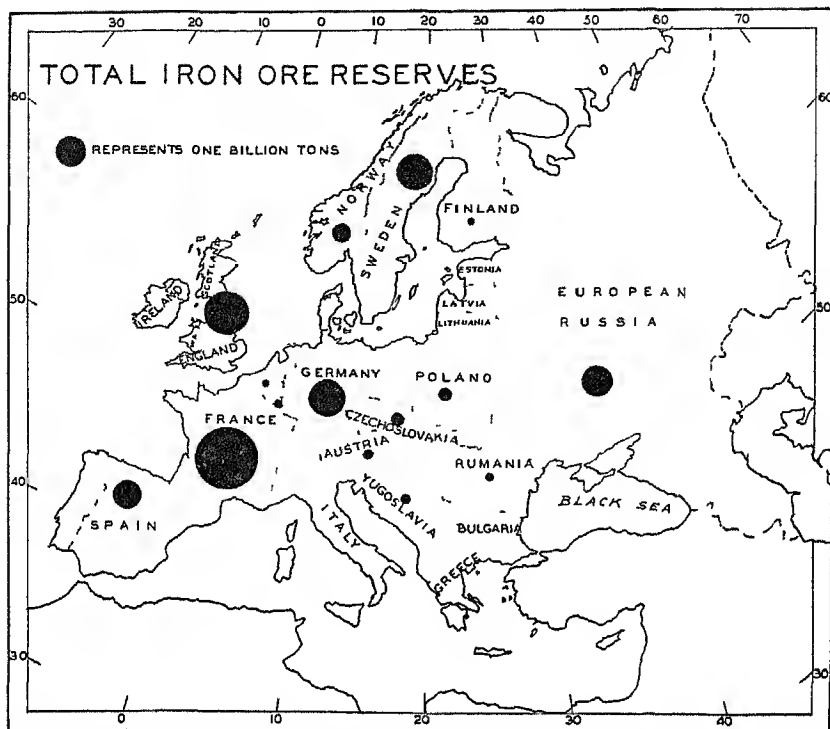 30 20 10 0 10 20 30 50 60 70
TOTAL IRON ORE RESERVES
60 60
REPRESENTS ONE BILLION TONS
NORWAY
SWEDEN
FINLAND
SCOTLAND
ESTONIA
IRELAND
50 50
LATVIA
LITHUANIA
EUROPEAN
RUSSIA
ENGLAND
GERMANY
POLAND
FRANCE
CZECHOSLOVAKIA
AUSTRIA
RUMANIA
40 40
YUGOSLAVIA
BLACK SEA
SPAIN
ITALY
BULGARIA
GREECE
30 30
0 10 20 30 40